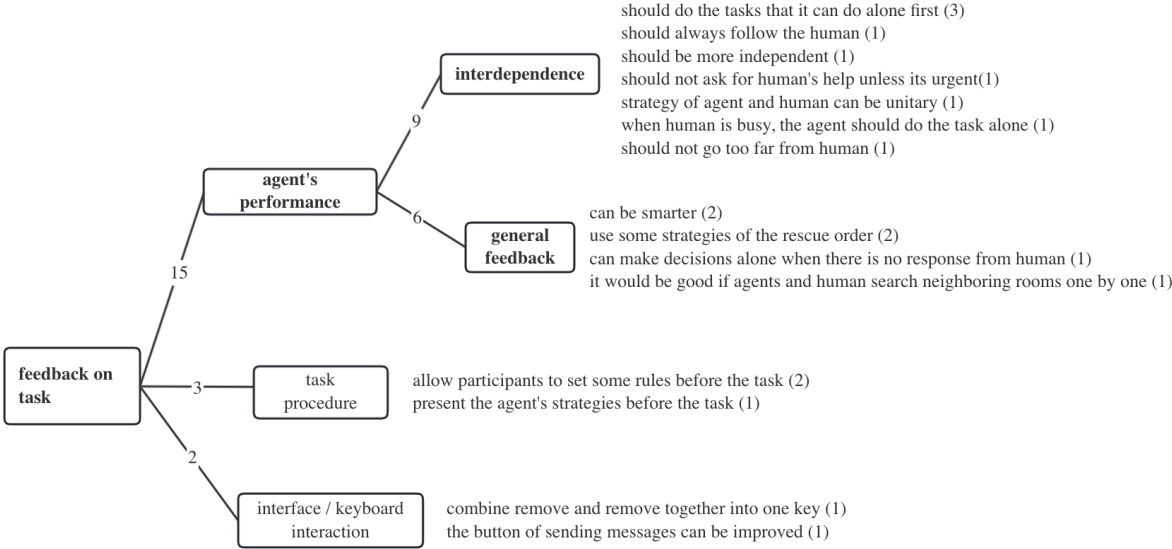 should do the tasks that it can do alone first (3)
should always follow the human (1)
should be more independent (1)
interdependence
should not ask for human's help unless its urgent(1)
strategy of agent and human can be unitary (1)
when human is busy, the agent should do the task alone (1)
should not go too far from human (1)
9
agent's
performance
6
can be smarter (2)
general
feedback
use some strategies of the rescue order (2)
can make decisions alone when there is no response from human (1)
it would be good if agents and human search neighboring rooms one by one (1)
15
feedback on
task
3
task
procedure
allow participants to set some rules before the task (2)
present the agent's strategies before the task (1)
2
interface / keyboard
interaction
combine remove and remove together into one key (1)
the button of sending messages can be improved (1)